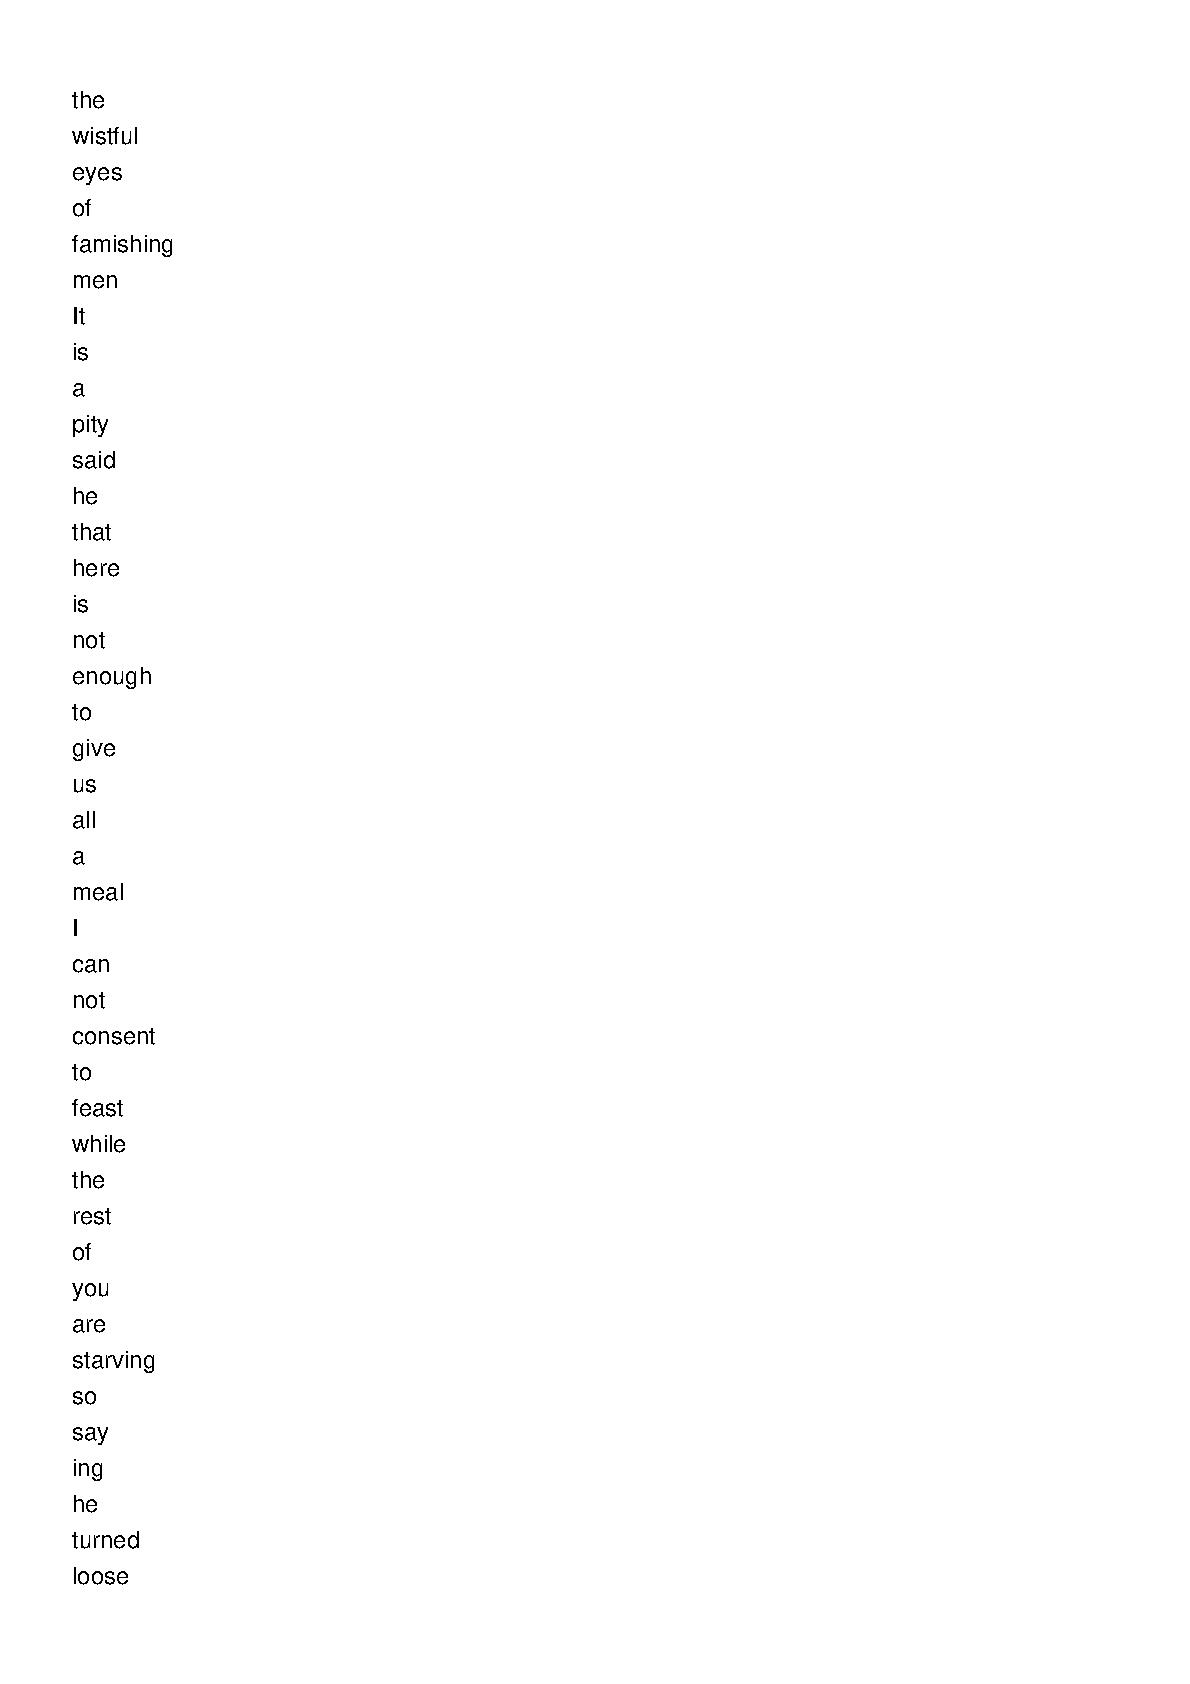 the
wistful
eyes
of
famishing
men
It
is
a
pity
said
he
that
here
is
not
enough
to
give
us
all
a
meal
I
can
not
consent
to
feast
while
the
rest
of
you
are
starving
so
say
ing
he
turned
loose